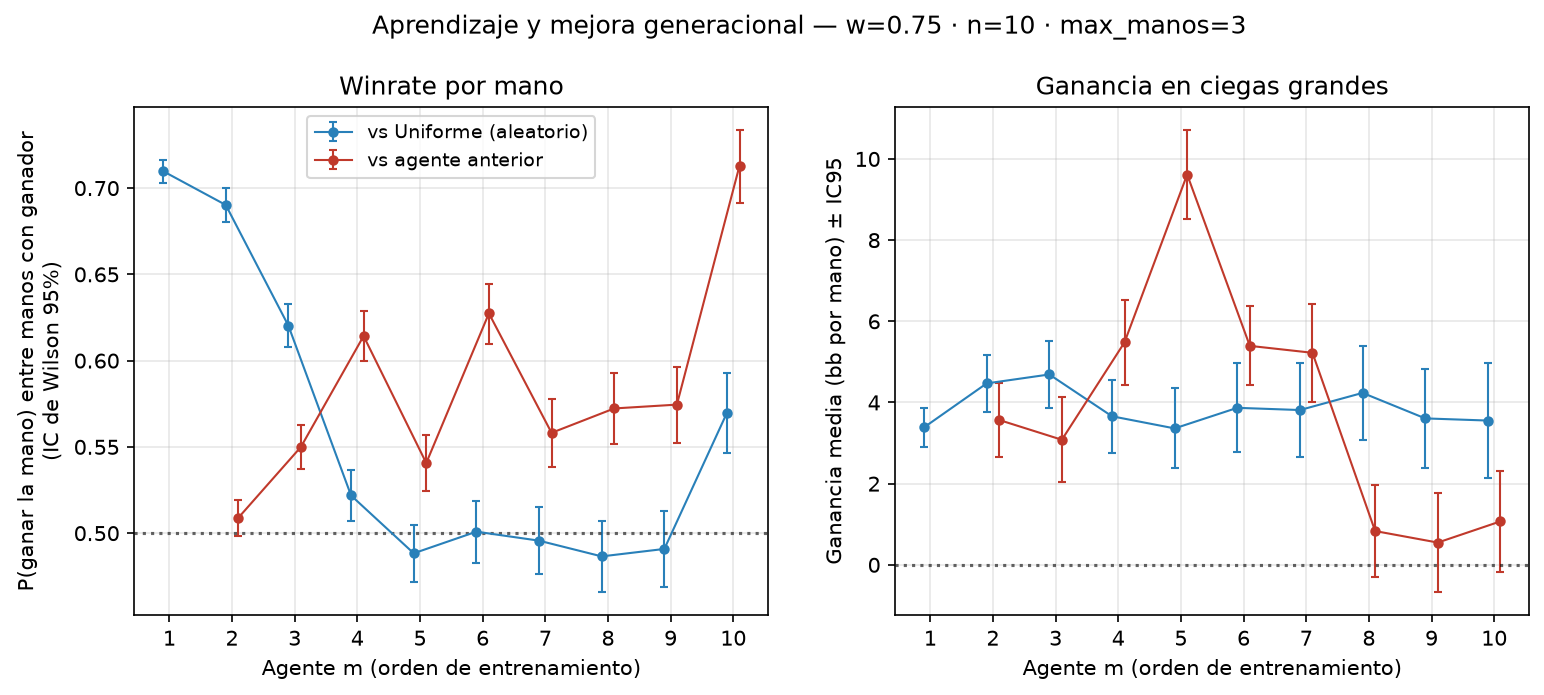 Aprendizaje y mejora generacional — w=0.75 · n=10 · max_manos=3
Winrate por mano
P(ganar la mano) entre manos con ganador
(IC de Wilson 95%)
0.70
0.65
0.60
0.55
0.50
vs Uniforme (aleatorio)
vs agente anterior
1 2 3 4 5 6 7 8 9 10
Agente m (orden de entrenamiento)
Ganancia en ciegas grandes
Ganancia media (bb por mano) ± IC95
10
8
6
4
2
0
1 2 3 4 5 6 7 8 9 10
Agente m (orden de entrenamiento)